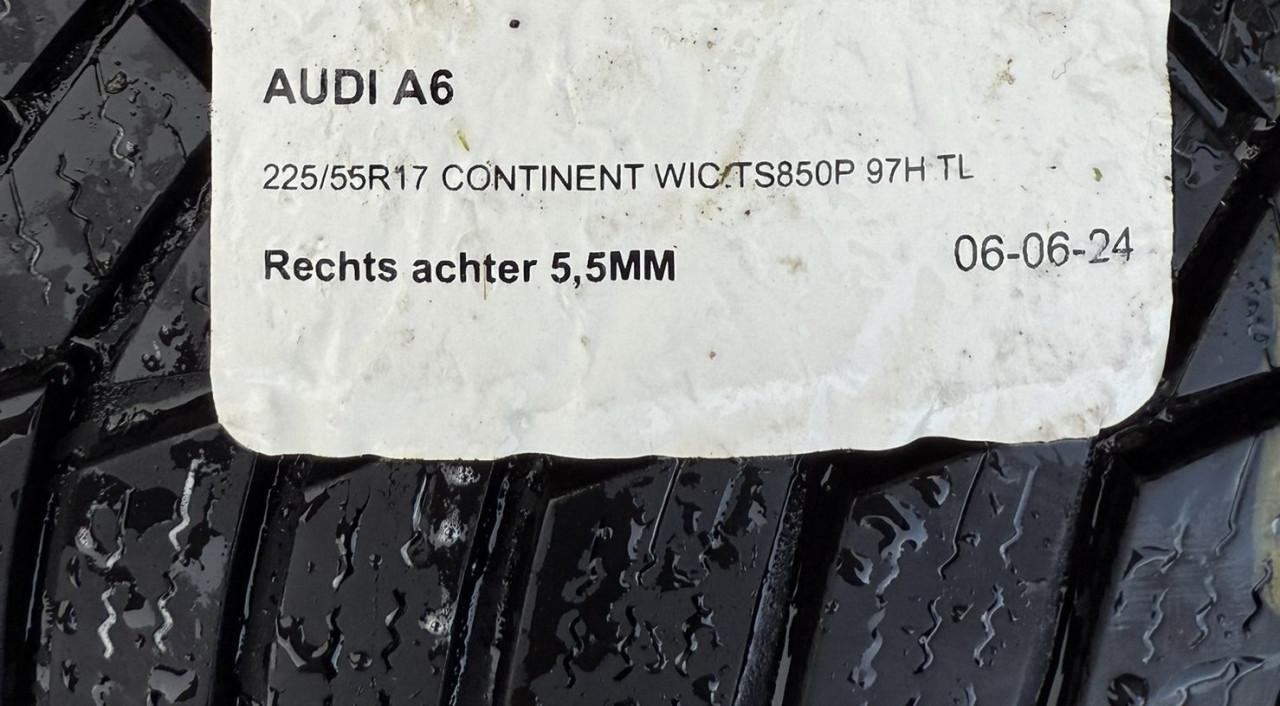 AUDI A6
225/55R17 CONTINENT WIC.TS850P 97H TL
Rechts achter 5,5MM
06-06-24